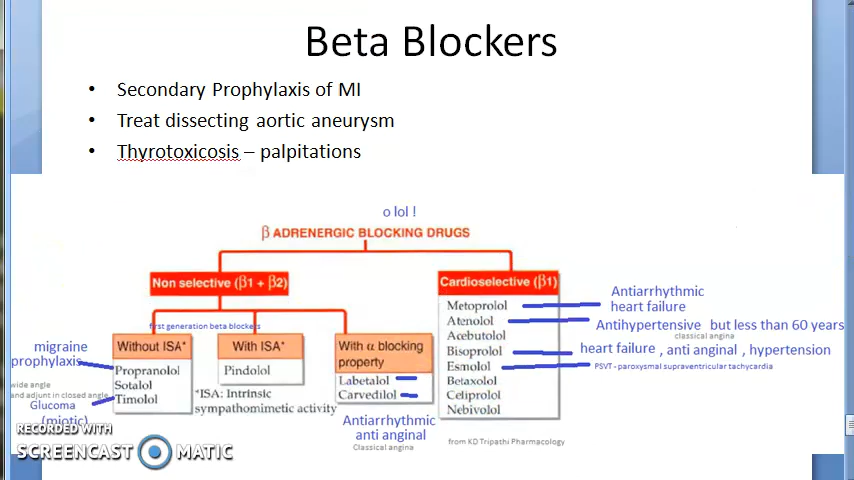 Beta Blockers
• Secondary Prophylaxis of MI
• Treat dissecting aortic aneurysm
• Thyrotoxicosis – palpitations
o lol !
β ADRENERGIC BLOCKING DRUGS
Non selective (β1 + β2)
Cardioselective (β1)
first generation beta blockers
Without ISA*
With ISA*
With α blocking
property
migraine
prophylaxis
Propranolol
Sotalol
Timolol
wide angle
and adjunt in closed angle
Glucoma
(miotic)
Pindolol
*ISA: Intrinsic
sympathomimetic activity
Labetalol
Carvedilol
Antiarrhythmic
anti anginal
Classical angina
Metoprolol
Atenolol
Acebutolol
Bisoprolol
Esmolol
Betaxolol
Celiprolol
Nebivolol
Antiarrhythmic
heart failure
Antihypertensive but less than 60 years
classical angina
heart failure , anti anginal , hypertension
PSVT - paroxysmal supraventricular tachycardia
from KD Tripathi Pharmacology
RECORDED WITH
SCREENCAST MATIC